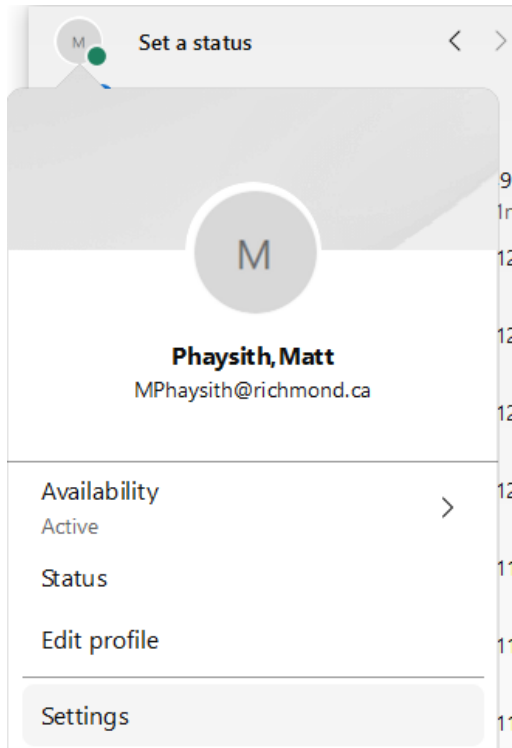 M
Set a status
M
Phaysith, Matt
MPhaysith@richmond.ca
Availability
Active
Status
Edit profile
Settings